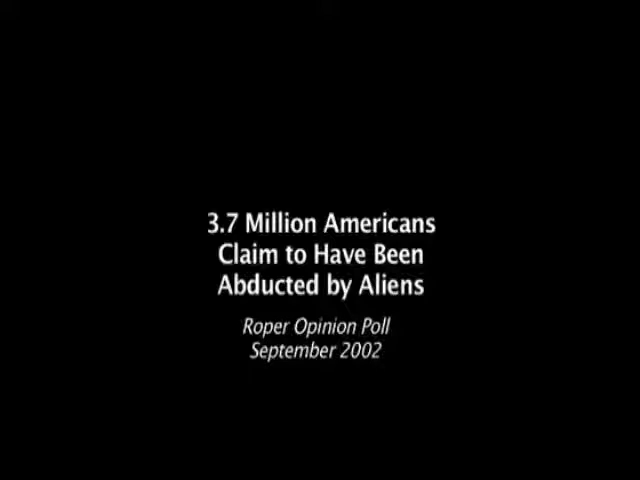 3.7 Million Americans
Claim to Have Been
Abducted by Aliens
Roper Opinion Poll
September 2002